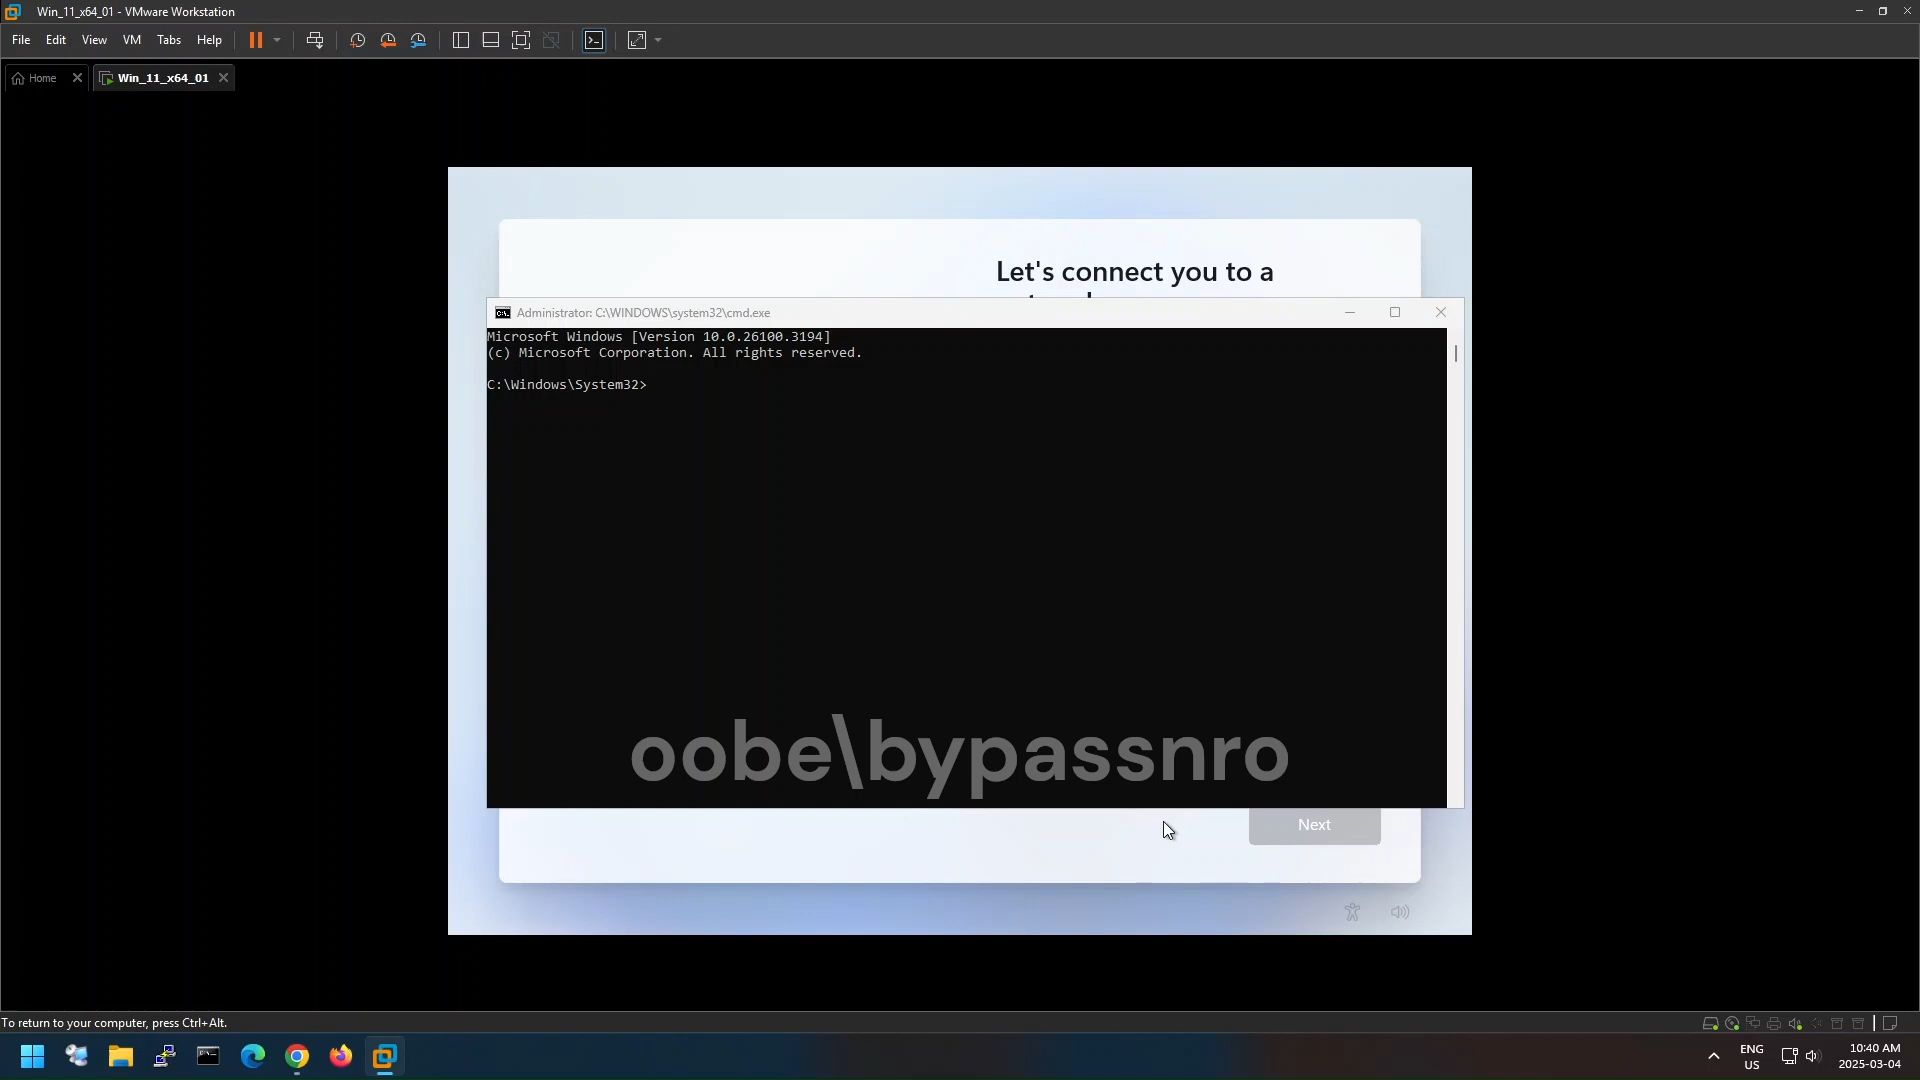 Win_11_x64_01 - VMware Workstation
File Edit View VM Tabs Help
Home Win_11_x64_01
Let's connect you to a
Administrator: C:\WINDOWS\system32\cmd.exe
Microsoft Windows [Version 10.0.26100.3194]
(c) Microsoft Corporation. All rights reserved.
C:\Windows\System32>
oobe\bypassnro
Next
To return to your computer, press Ctrl+Alt.
ENG
US
10:40 AM
2025-03-04